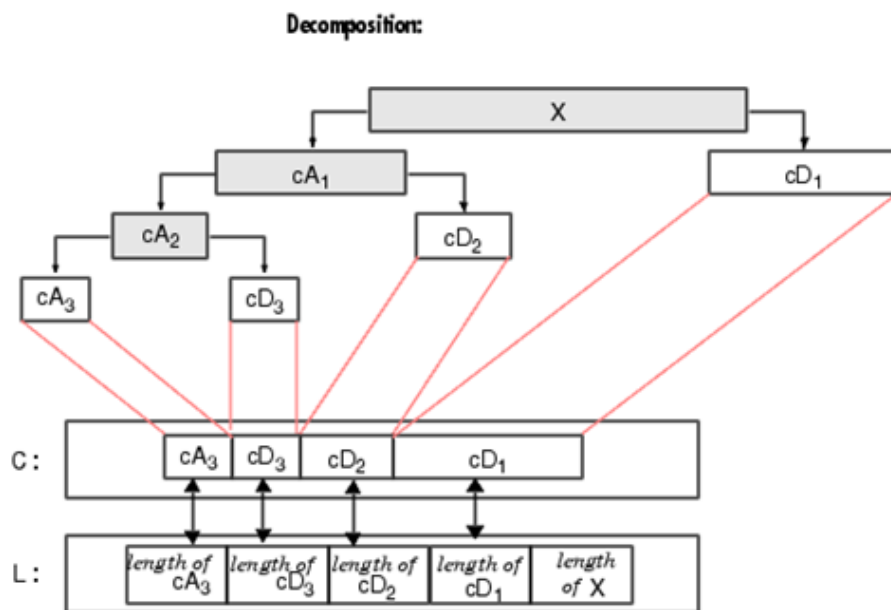 Decomposition:
X
cA₁
cD₁
cA₂
cD₂
cA₃
cD₃
C:
cA₃ cD₃ cD₂ cD₁
L:
length of cA₃
length of cD₃
length of cD₂
length of cD₁
length of X